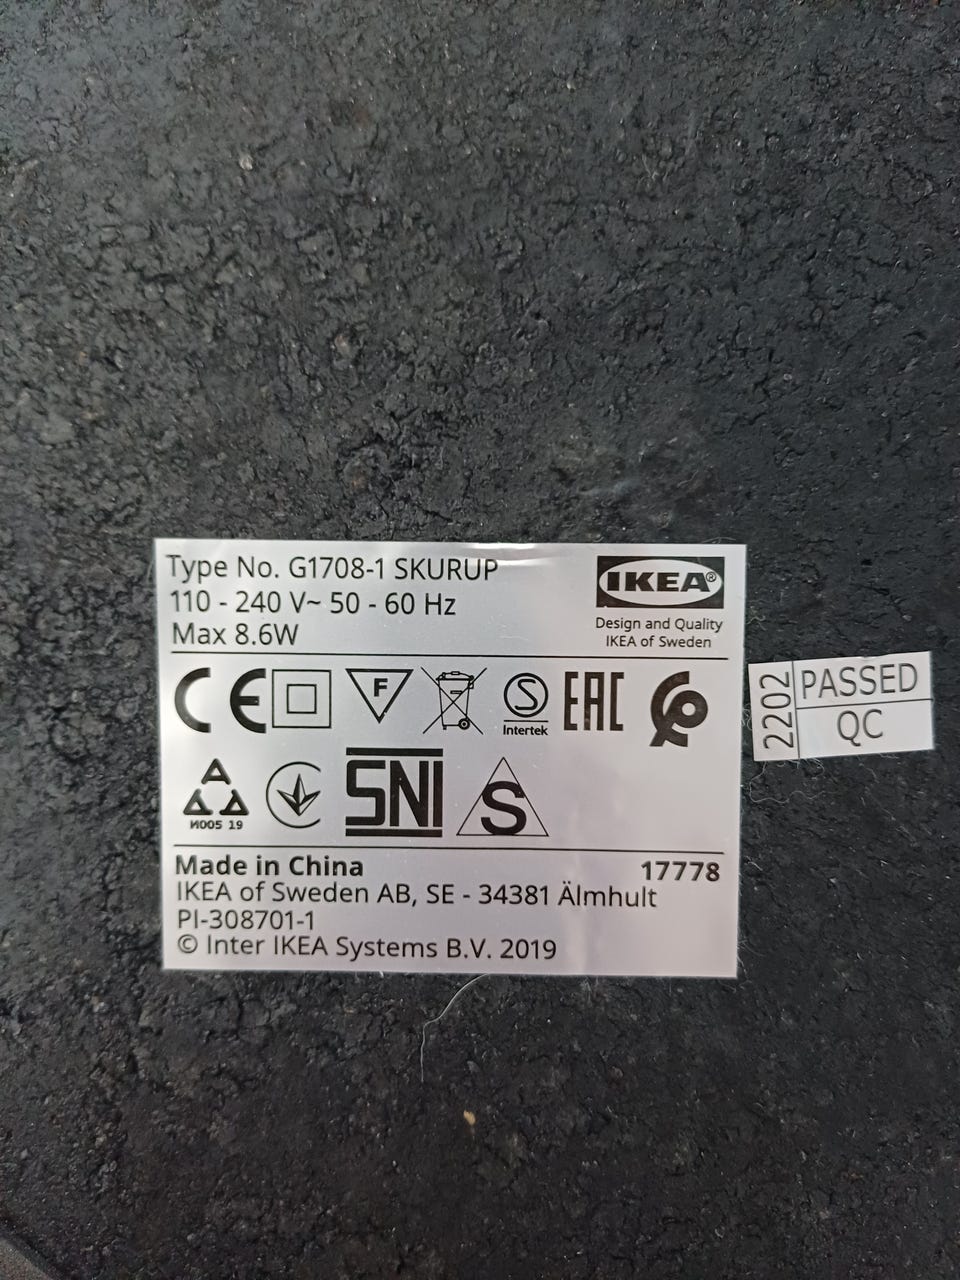 Type No. G1708-1 SKURUP
110 - 240 V~ 50 - 60 Hz
Max 8.6W
IKEA®
Design and Quality
IKEA of Sweden
CE
F
S
Intertek
EAC
A
И005 19
SNI
S
Made in China
17778
IKEA of Sweden AB, SE - 34381 Älmhult
PI-308701-1
© Inter IKEA Systems B.V. 2019
2202
PASSED
QC